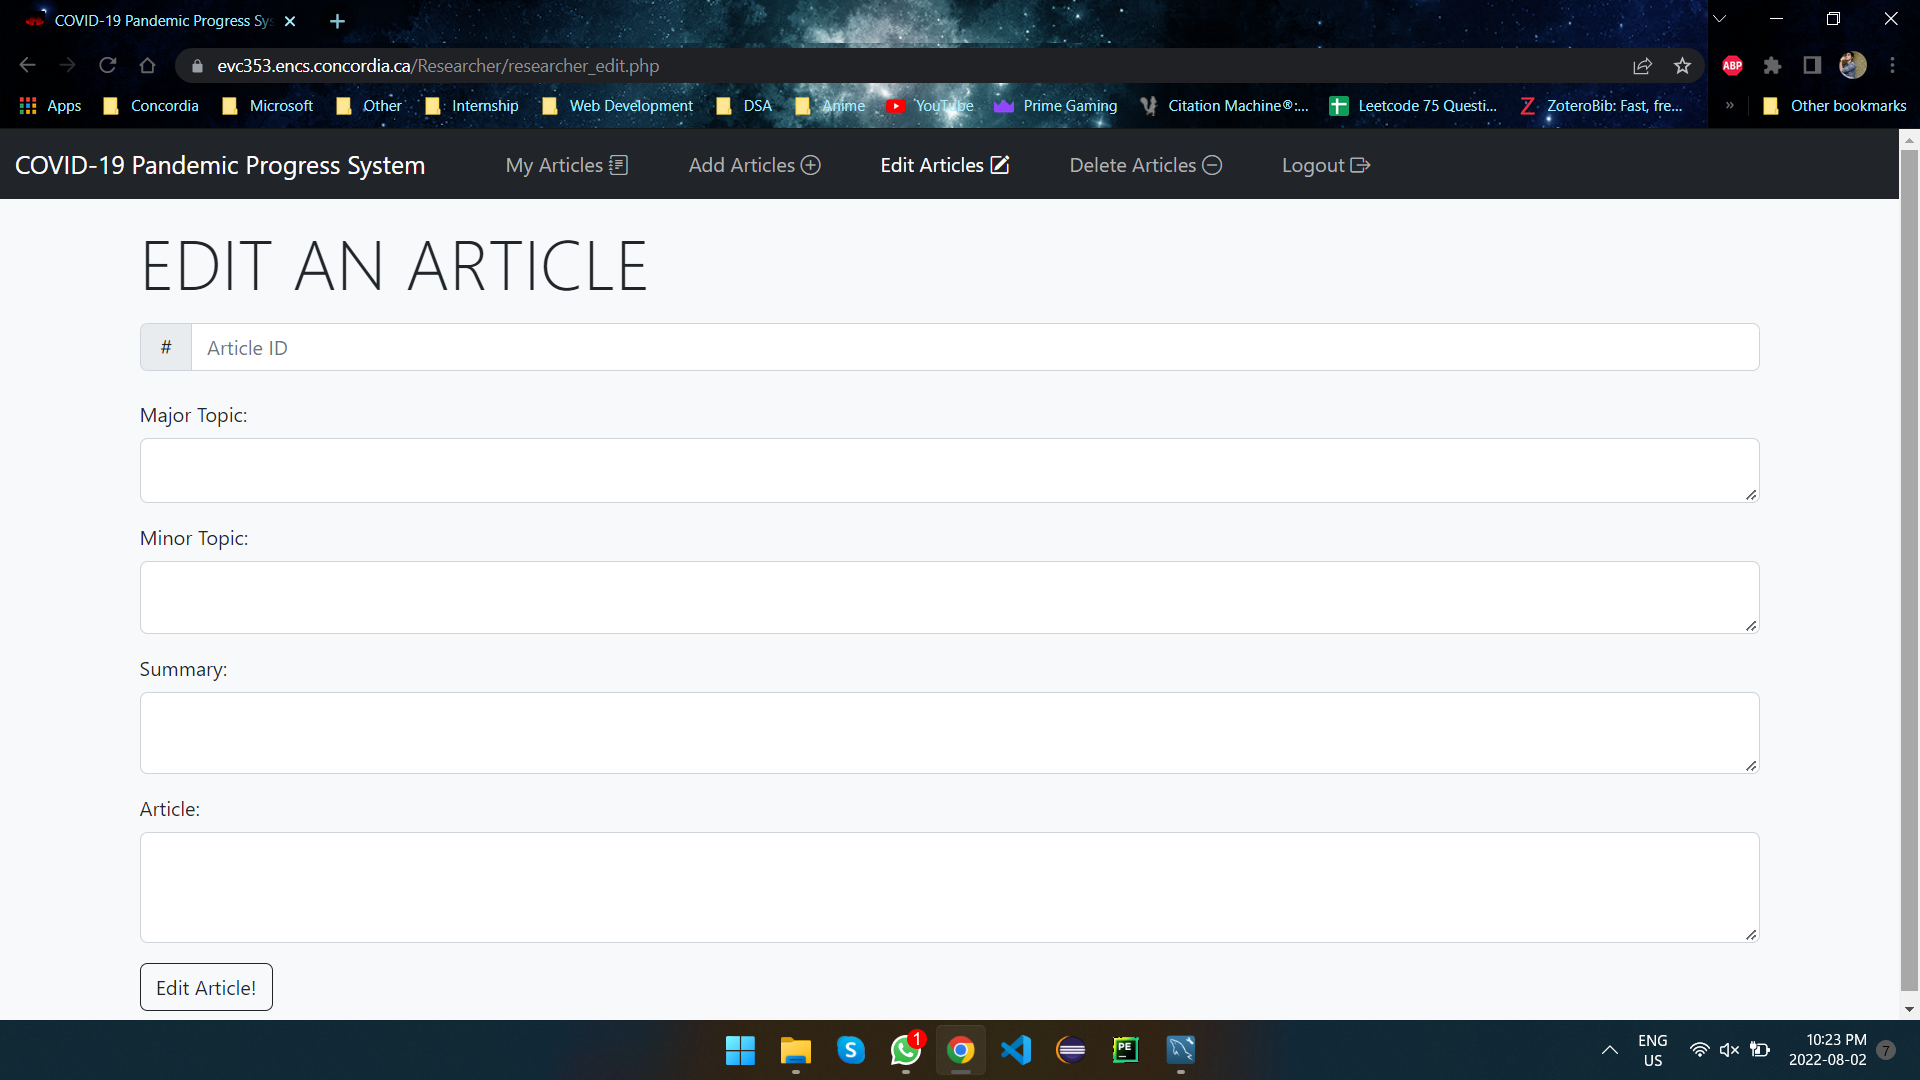 COVID-19 Pandemic Progress Sy
evc353.encs.concordia.ca/Researcher/researcher_edit.php
ABP
Apps Concordia Microsoft Other Internship Web Development DSA Anime YouTube Prime Gaming Citation Machine®:... Leetcode 75 Questi... ZoteroBib: Fast, fre... » Other bookmarks
COVID-19 Pandemic Progress System My Articles Add Articles Edit Articles Delete Articles Logout
EDIT AN ARTICLE
# Article ID
Major Topic:
Minor Topic:
Summary:
Article:
Edit Article!
1
PE
ENG
US
10:23 PM
2022-08-02
7